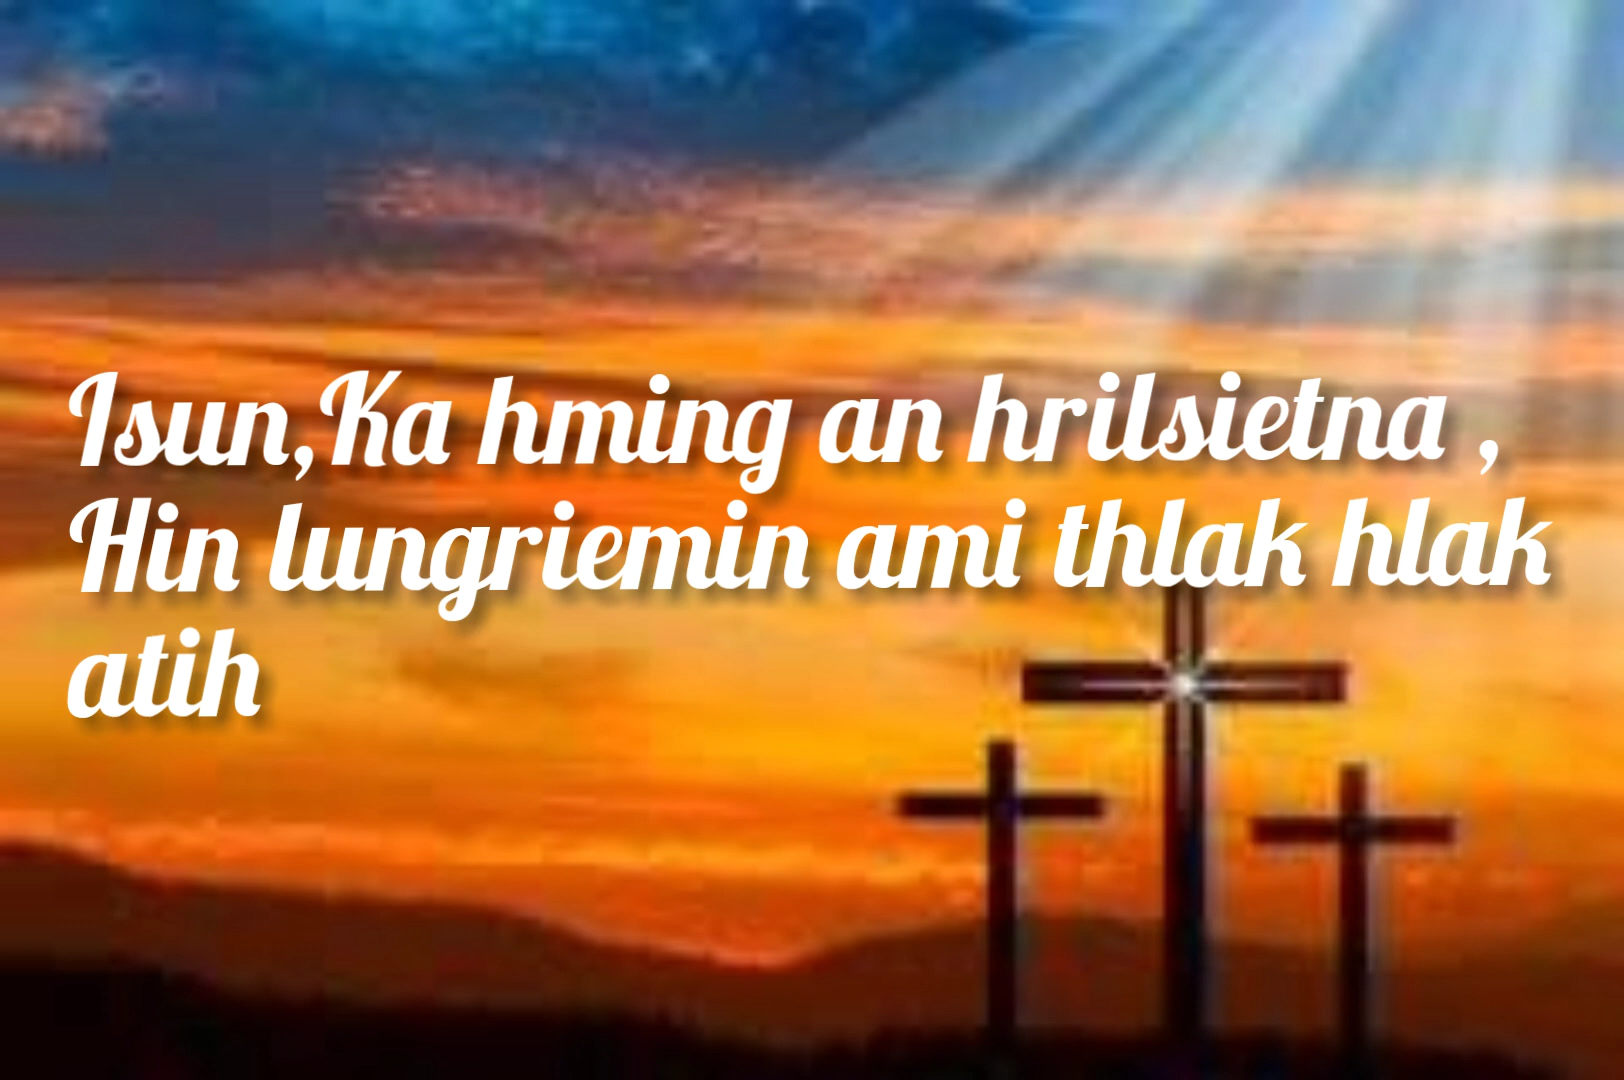 Isun,Ka hming an hrilsietna ,
Hin lungriemin ami thlak hlak
atih